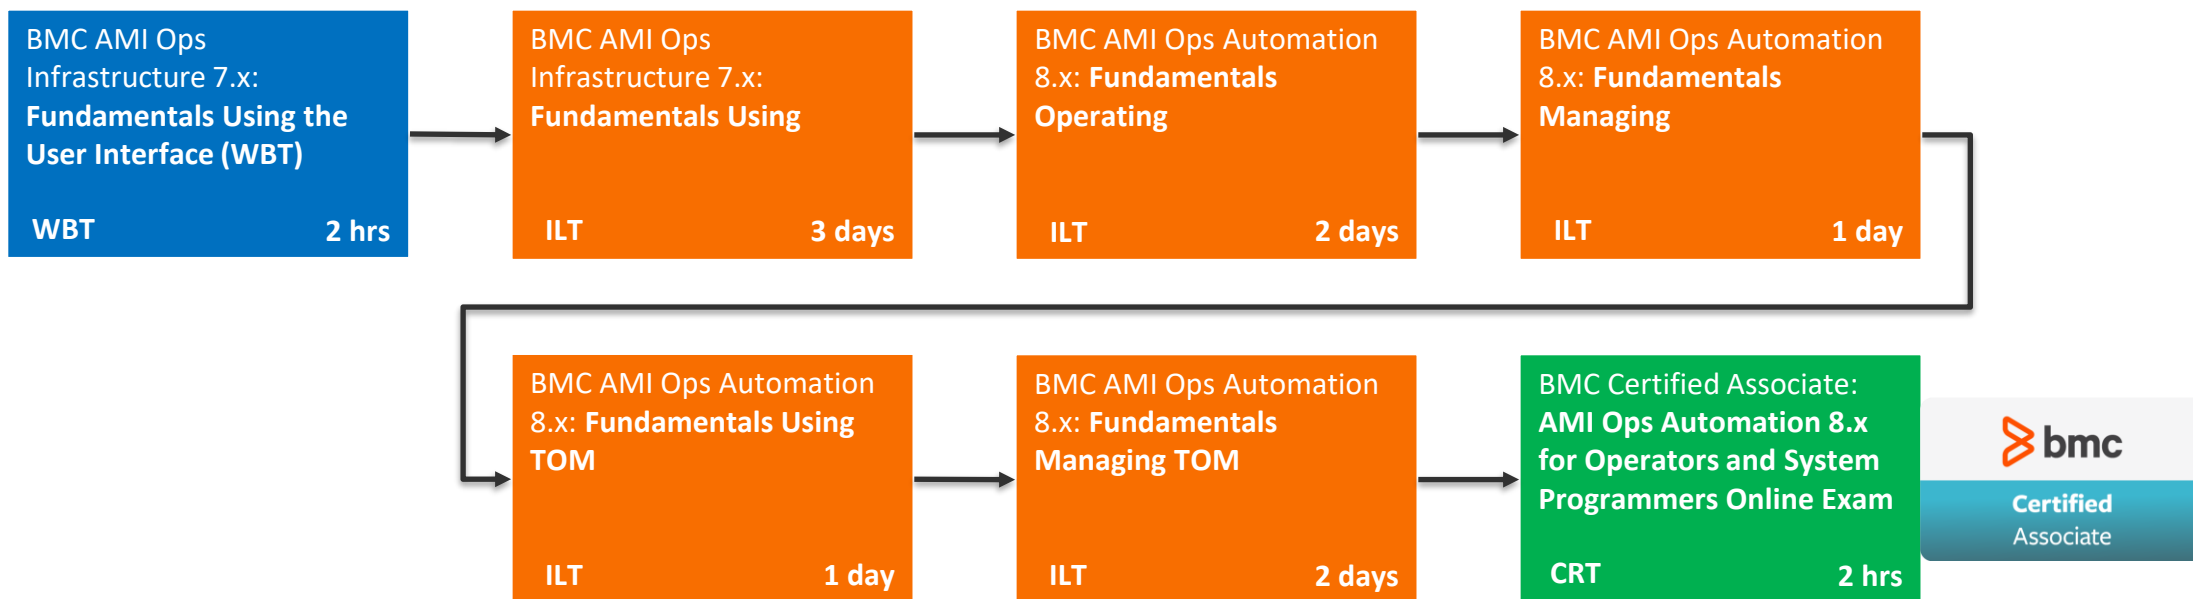 BMC AMI Ops
Infrastructure 7.x:
Fundamentals Using the
User Interface (WBT)
WBT 2 hrs
BMC AMI Ops
Infrastructure 7.x:
Fundamentals Using
ILT 3 days
BMC AMI Ops Automation
8.x: Fundamentals
Operating
ILT 2 days
BMC AMI Ops Automation
8.x: Fundamentals
Managing
ILT 1 day
BMC AMI Ops Automation
8.x: Fundamentals Using
TOM
ILT 1 day
BMC AMI Ops Automation
8.x: Fundamentals
Managing TOM
ILT 2 days
BMC Certified Associate:
AMI Ops Automation 8.x
for Operators and System
Programmers Online Exam
CRT 2 hrs
bmc
Certified
Associate